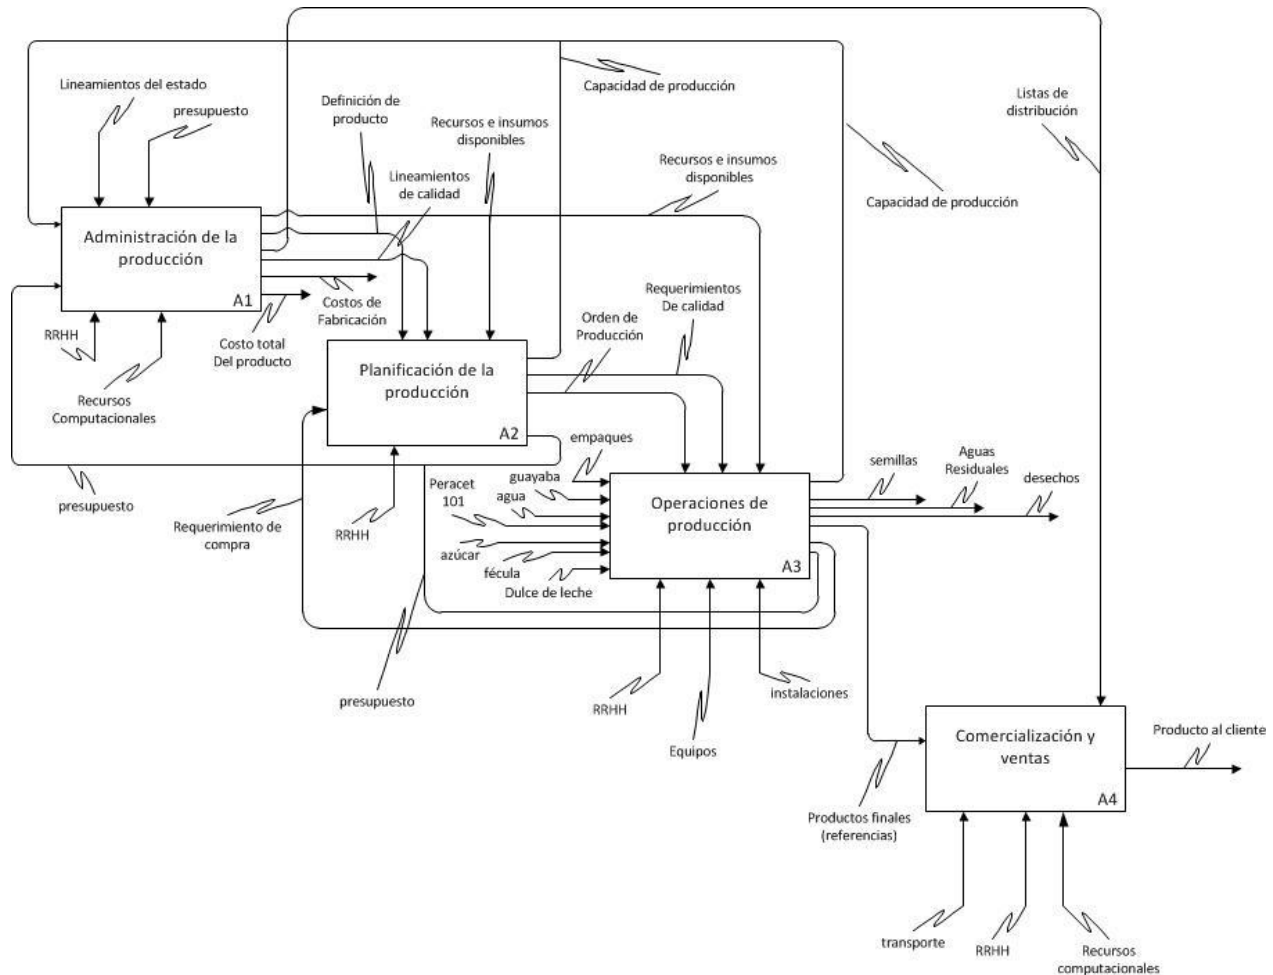 Lineamientos del estado
presupuesto
Definición de
producto
Recursos e insumos
disponibles
Lineamientos
de calidad
Capacidad de producción
Recursos e insumos
disponibles
Listas de
distribución
Capacidad de producción
Administración de la
producción
A1
RRHH
Recursos
Computacionales
Costos de
Fabricación
Costo total
Del producto
Orden de
Producción
Requerimientos
De calidad
Planificación de la
producción
A2
presupuesto
Requerimiento de
compra
RRHH
empaques
guayaba
Peracet
101
agua
azúcar
fécula
Dulce de leche
Operaciones de
producción
A3
semillas
Aguas
Residuales
desechos
presupuesto
RRHH
Equipos
instalaciones
Productos finales
(referencias)
Comercialización y
ventas
A4
Producto al cliente
transporte
RRHH
Recursos
computacionales